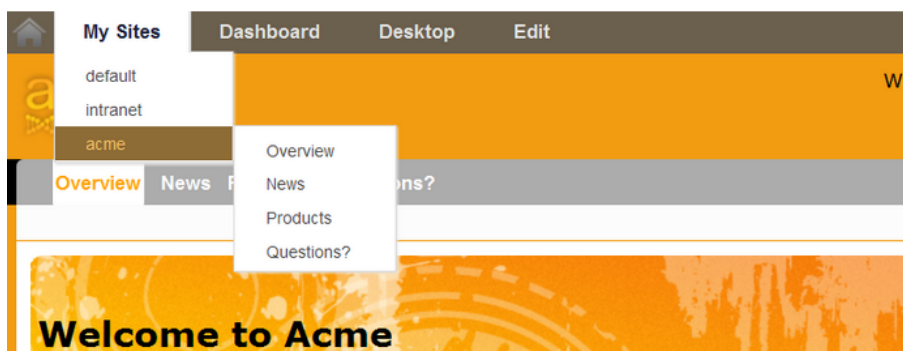 My Sites Dashboard Desktop Edit
default
intranet
acme
Overview
News
Products
Questions?
Overview News
Welcome to Acme